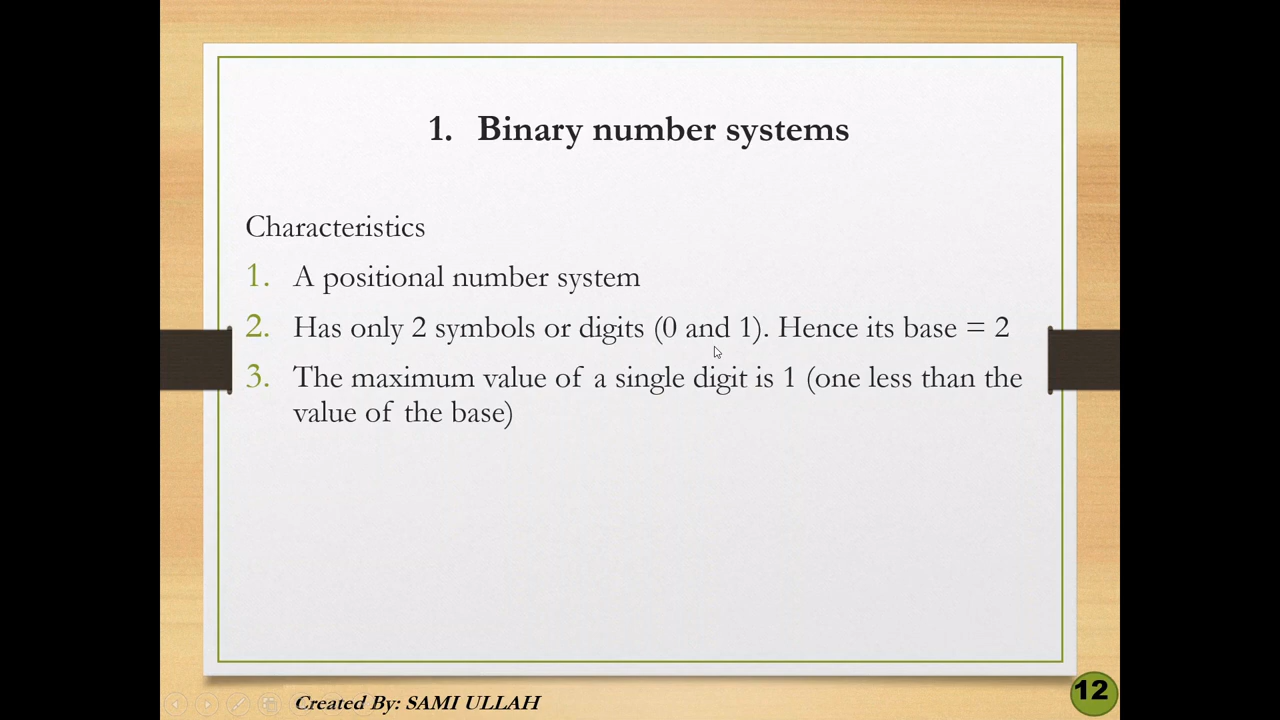 1. Binary number systems
Characteristics
1. A positional number system
2. Has only 2 symbols or digits (0 and 1). Hence its base = 2
3. The maximum value of a single digit is 1 (one less than the
value of the base)
Created By: SAMI ULLAH
12